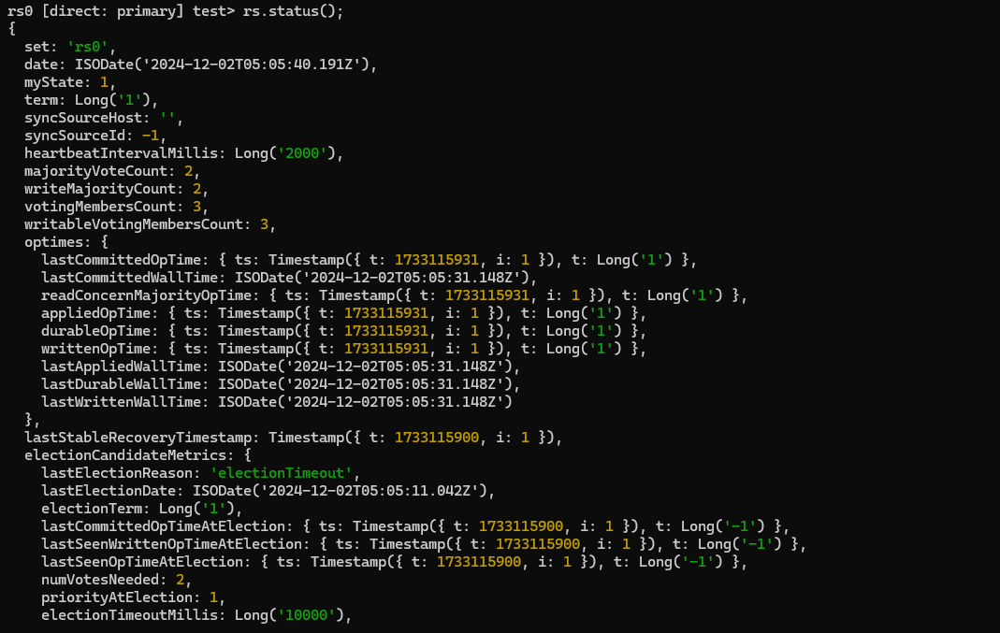 rs0 [direct: primary] test> rs.status();
{
  set: 'rs0',
  date: ISODate('2024-12-02T05:05:40.191Z'),
  myState: 1,
  term: Long('1'),
  syncSourceHost: '',
  syncSourceId: -1,
  heartbeatIntervalMillis: Long('2000'),
  majorityVoteCount: 2,
  writeMajorityCount: 2,
  votingMembersCount: 3,
  writableVotingMembersCount: 3,
  optimes: {
    lastCommittedOpTime: { ts: Timestamp({ t: 1733115931, i: 1 }), t: Long('1') },
    lastCommittedWallTime: ISODate('2024-12-02T05:05:31.148Z'),
    readConcernMajorityOpTime: { ts: Timestamp({ t: 1733115931, i: 1 }), t: Long('1') },
    appliedOpTime: { ts: Timestamp({ t: 1733115931, i: 1 }), t: Long('1') },
    durableOpTime: { ts: Timestamp({ t: 1733115931, i: 1 }), t: Long('1') },
    writtenOpTime: { ts: Timestamp({ t: 1733115931, i: 1 }), t: Long('1') },
    lastAppliedWallTime: ISODate('2024-12-02T05:05:31.148Z'),
    lastDurableWallTime: ISODate('2024-12-02T05:05:31.148Z'),
    lastWrittenWallTime: ISODate('2024-12-02T05:05:31.148Z')
  },
  lastStableRecoveryTimestamp: Timestamp({ t: 1733115900, i: 1 }),
  electionCandidateMetrics: {
    lastElectionReason: 'electionTimeout',
    lastElectionDate: ISODate('2024-12-02T05:05:11.042Z'),
    electionTerm: Long('1'),
    lastCommittedOpTimeAtElection: { ts: Timestamp({ t: 1733115900, i: 1 }), t: Long('-1') },
    lastSeenWrittenOpTimeAtElection: { ts: Timestamp({ t: 1733115900, i: 1 }), t: Long('-1') },
    lastSeenOpTimeAtElection: { ts: Timestamp({ t: 1733115900, i: 1 }), t: Long('-1') },
    numVotesNeeded: 2,
    priorityAtElection: 1,
    electionTimeoutMillis: Long('10000'),